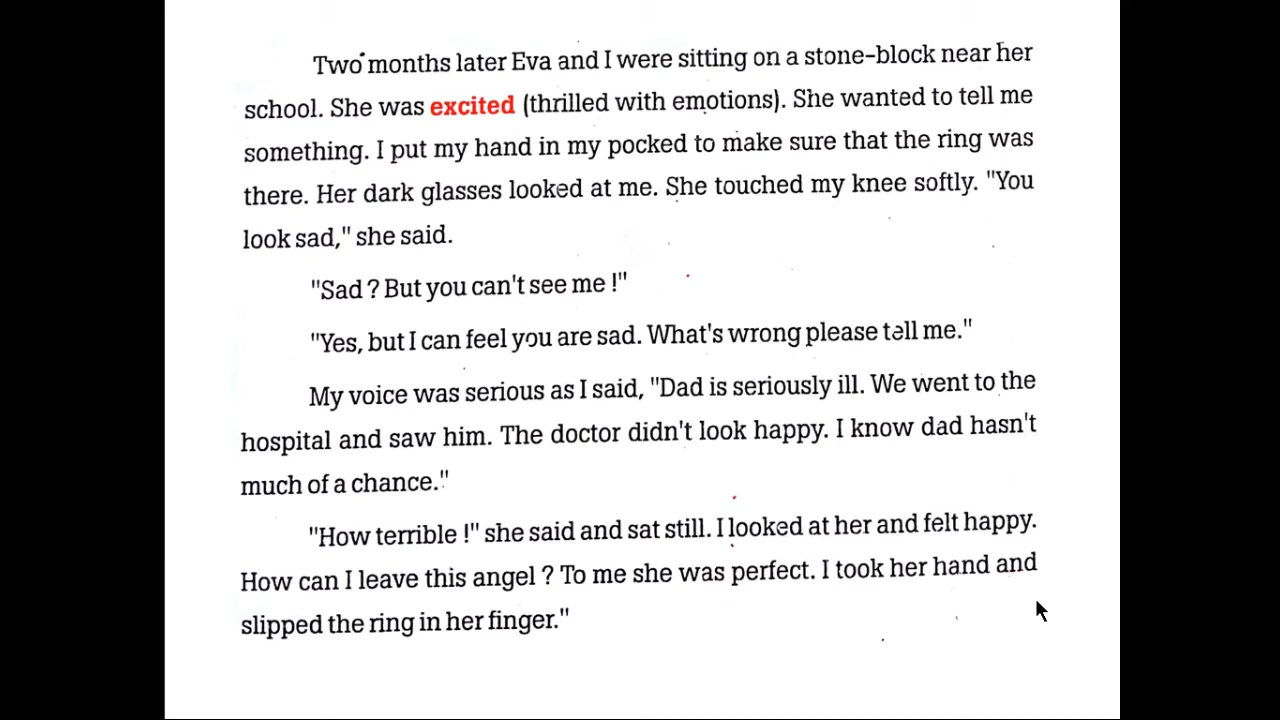 Two months later Eva and I were sitting on a stone-block near her
school. She was excited (thrilled with emotions). She wanted to tell me
something. I put my hand in my pocked to make sure that the ring was
there. Her dark glasses looked at me. She touched my knee softly. "You
look sad," she said.
"Sad ? But you can't see me !"
"Yes, but I can feel you are sad. What's wrong please tell me."
My voice was serious as I said, "Dad is seriously ill. We went to the
hospital and saw him. The doctor didn't look happy. I know dad hasn't
much of a chance."
"How terrible !" she said and sat still. I looked at her and felt happy.
How can I leave this angel ? To me she was perfect. I took her hand and
slipped the ring in her finger."